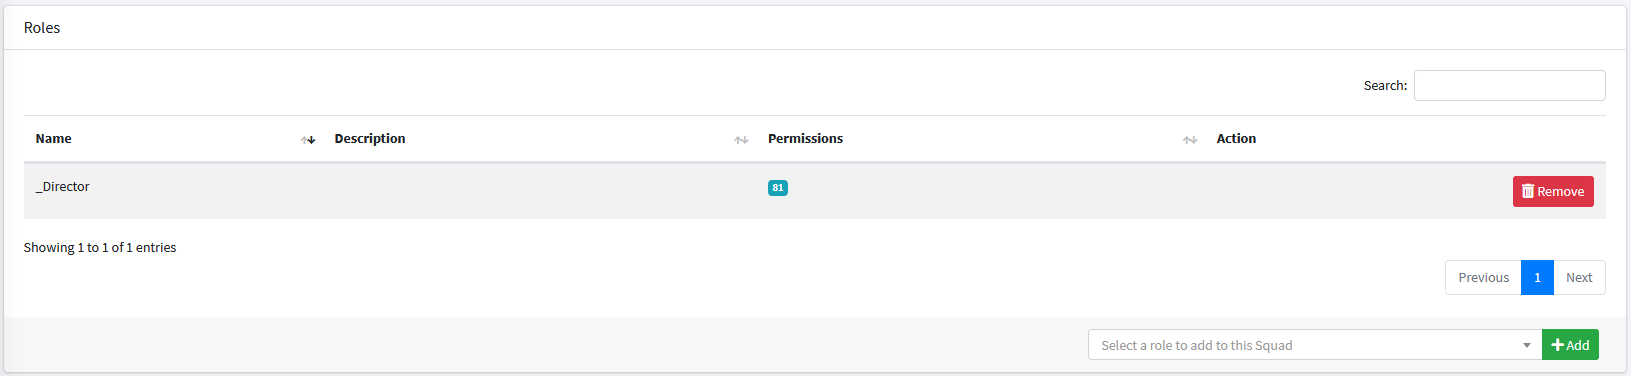 Roles
Search:
Name Description Permissions Action
_Director 81 Remove
Showing 1 to 1 of 1 entries
Previous 1 Next
Select a role to add to this Squad Add